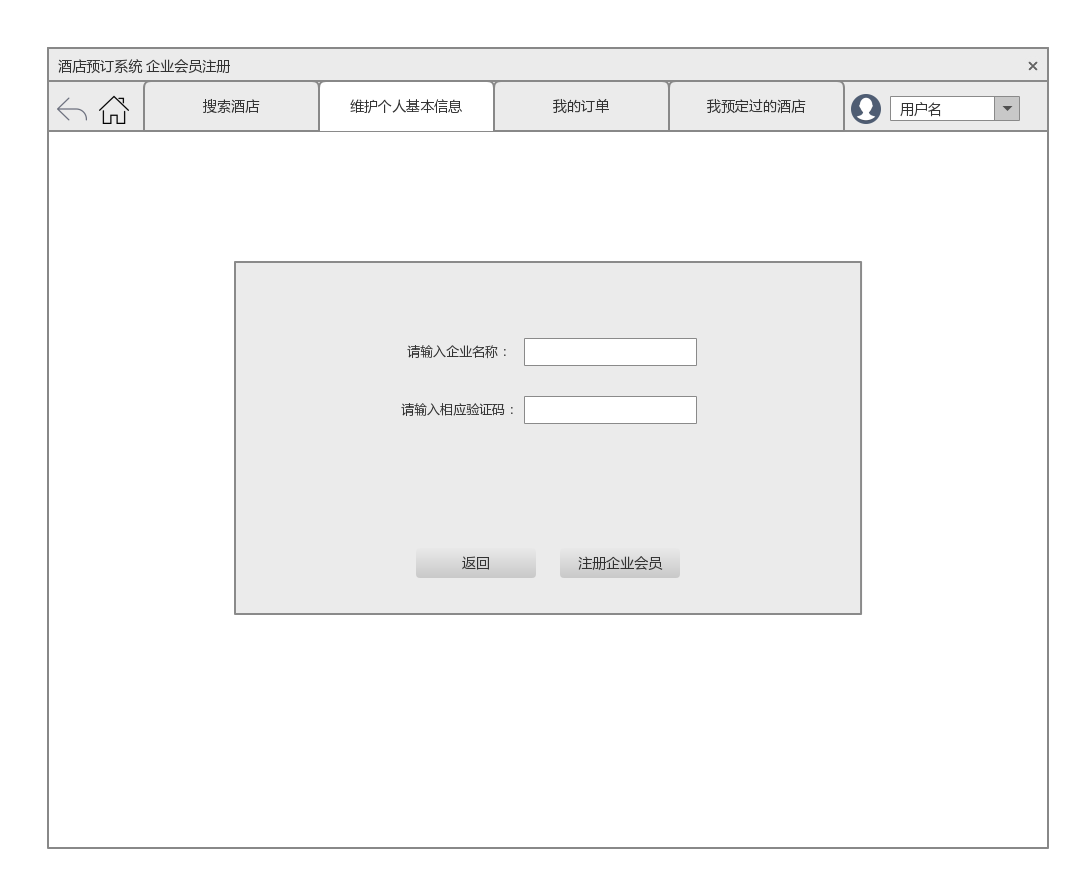 酒店预订系统 企业会员注册
×
搜索酒店
维护个人基本信息
我的订单
我预定过的酒店
用户名
请输入企业名称：
请输入相应验证码：
返回
注册企业会员